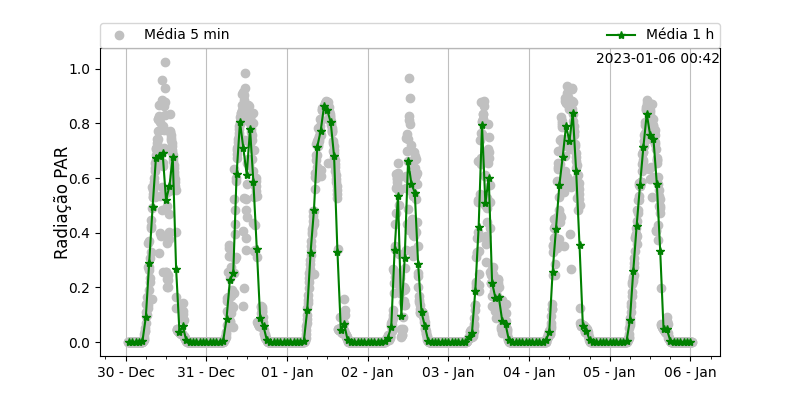 Média 5 min
Média 1 h
2023-01-06 00:42
Radiação PAR
1.0
0.8
0.6
0.4
0.2
0.0
30 - Dec
31 - Dec
01 - Jan
02 - Jan
03 - Jan
04 - Jan
05 - Jan
06 - Jan